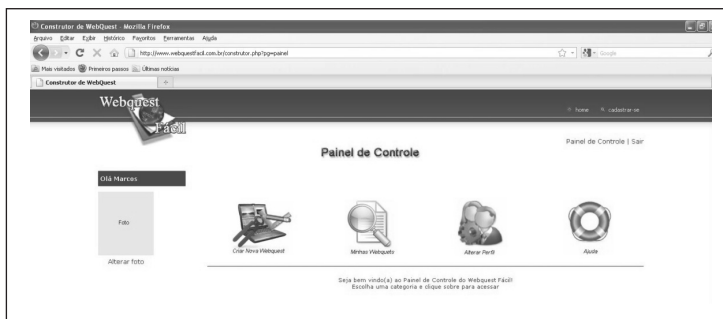 Construtor de WebQuest - Mozilla Firefox
Arquivo Editar Exibir Histórico Favoritos Ferramentas Ajuda
http://www.webquestfacil.com.br/construtor.php?pg=painel
Google
Mais visitados Primeiros passos Últimas notícias
Construtor de WebQuest
Webquest
Fácil
home cadastrar-se
Painel de Controle | Sair
Painel de Controle
Olá Marcos
Foto
Alterar foto
Criar Nova Webquest
Minhas Webquests
Alterar Perfil
Ajuda
Seja bem vindo(a) ao Painel de Controle do Webquest Fácil!
Escolha uma categoria e clique sobre para acessar